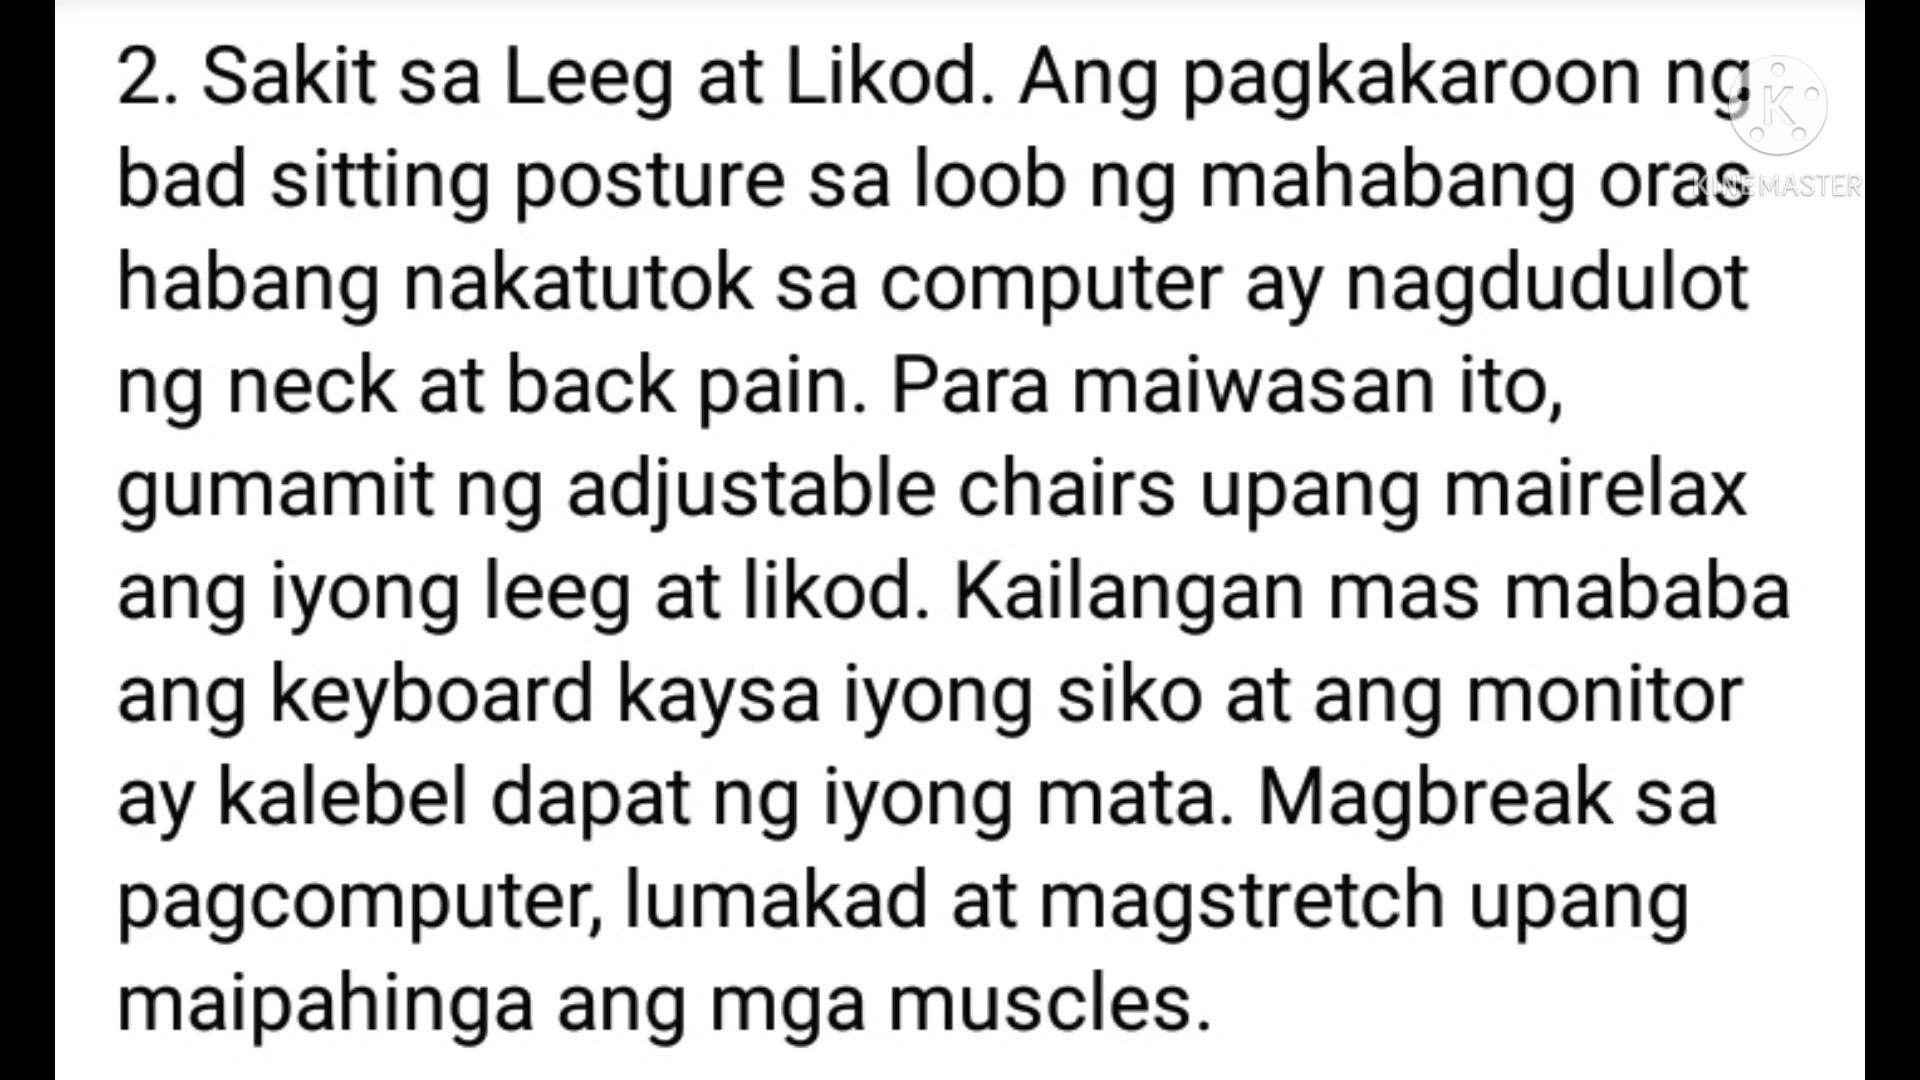 2. Sakit sa Leeg at Likod. Ang pagkakaroon ng
bad sitting posture sa loob ng mahabang oras
habang nakatutok sa computer ay nagdudulot
ng neck at back pain. Para maiwasan ito,
gumamit ng adjustable chairs upang mairelax
ang iyong leeg at likod. Kailangan mas mababa
ang keyboard kaysa iyong siko at ang monitor
ay kalebel dapat ng iyong mata. Magbreak sa
pagcomputer, lumakad at magstretch upang
maipahinga ang mga muscles.
K
KINEMASTER